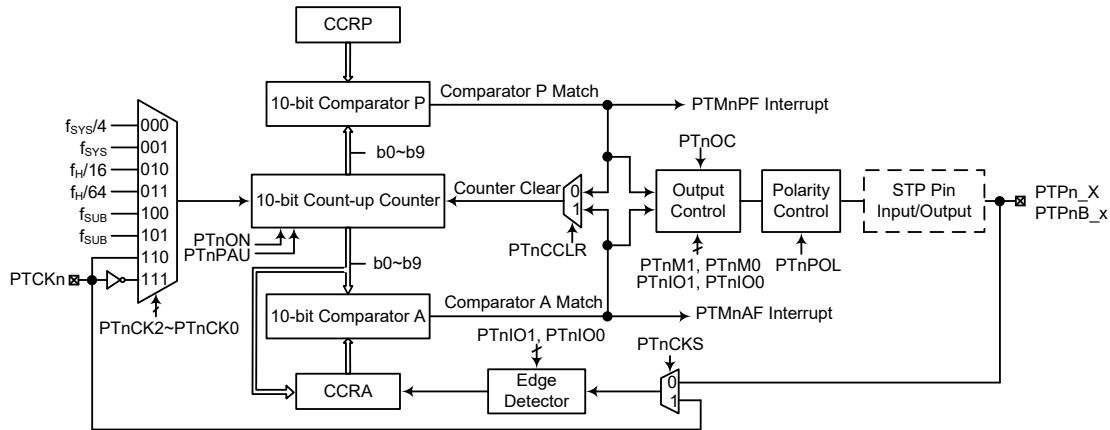 CCRP
10-bit Comparator P
Comparator P Match
PTMnPF Interrupt
fSYS/4
000
fSYS
001
fH/16
010
fH/64
011
fSUB
100
fSUB
101
110
111
PTCKn
PTnCK2~PTnCK0
b0~b9
10-bit Count-up Counter
PTnON
PTnPAU
Counter Clear
0
1
PTnCCLR
PTnOC
Output
Control
PTnM1, PTnM0
PTnIO1, PTnIO0
Polarity
Control
PTnPOL
STP Pin
Input/Output
PTPn_X
PTPnB_x
b0~b9
10-bit Comparator A
Comparator A Match
PTMnAF Interrupt
CCRA
PTnIO1, PTnIO0
Edge
Detector
PTnCKS
0
1